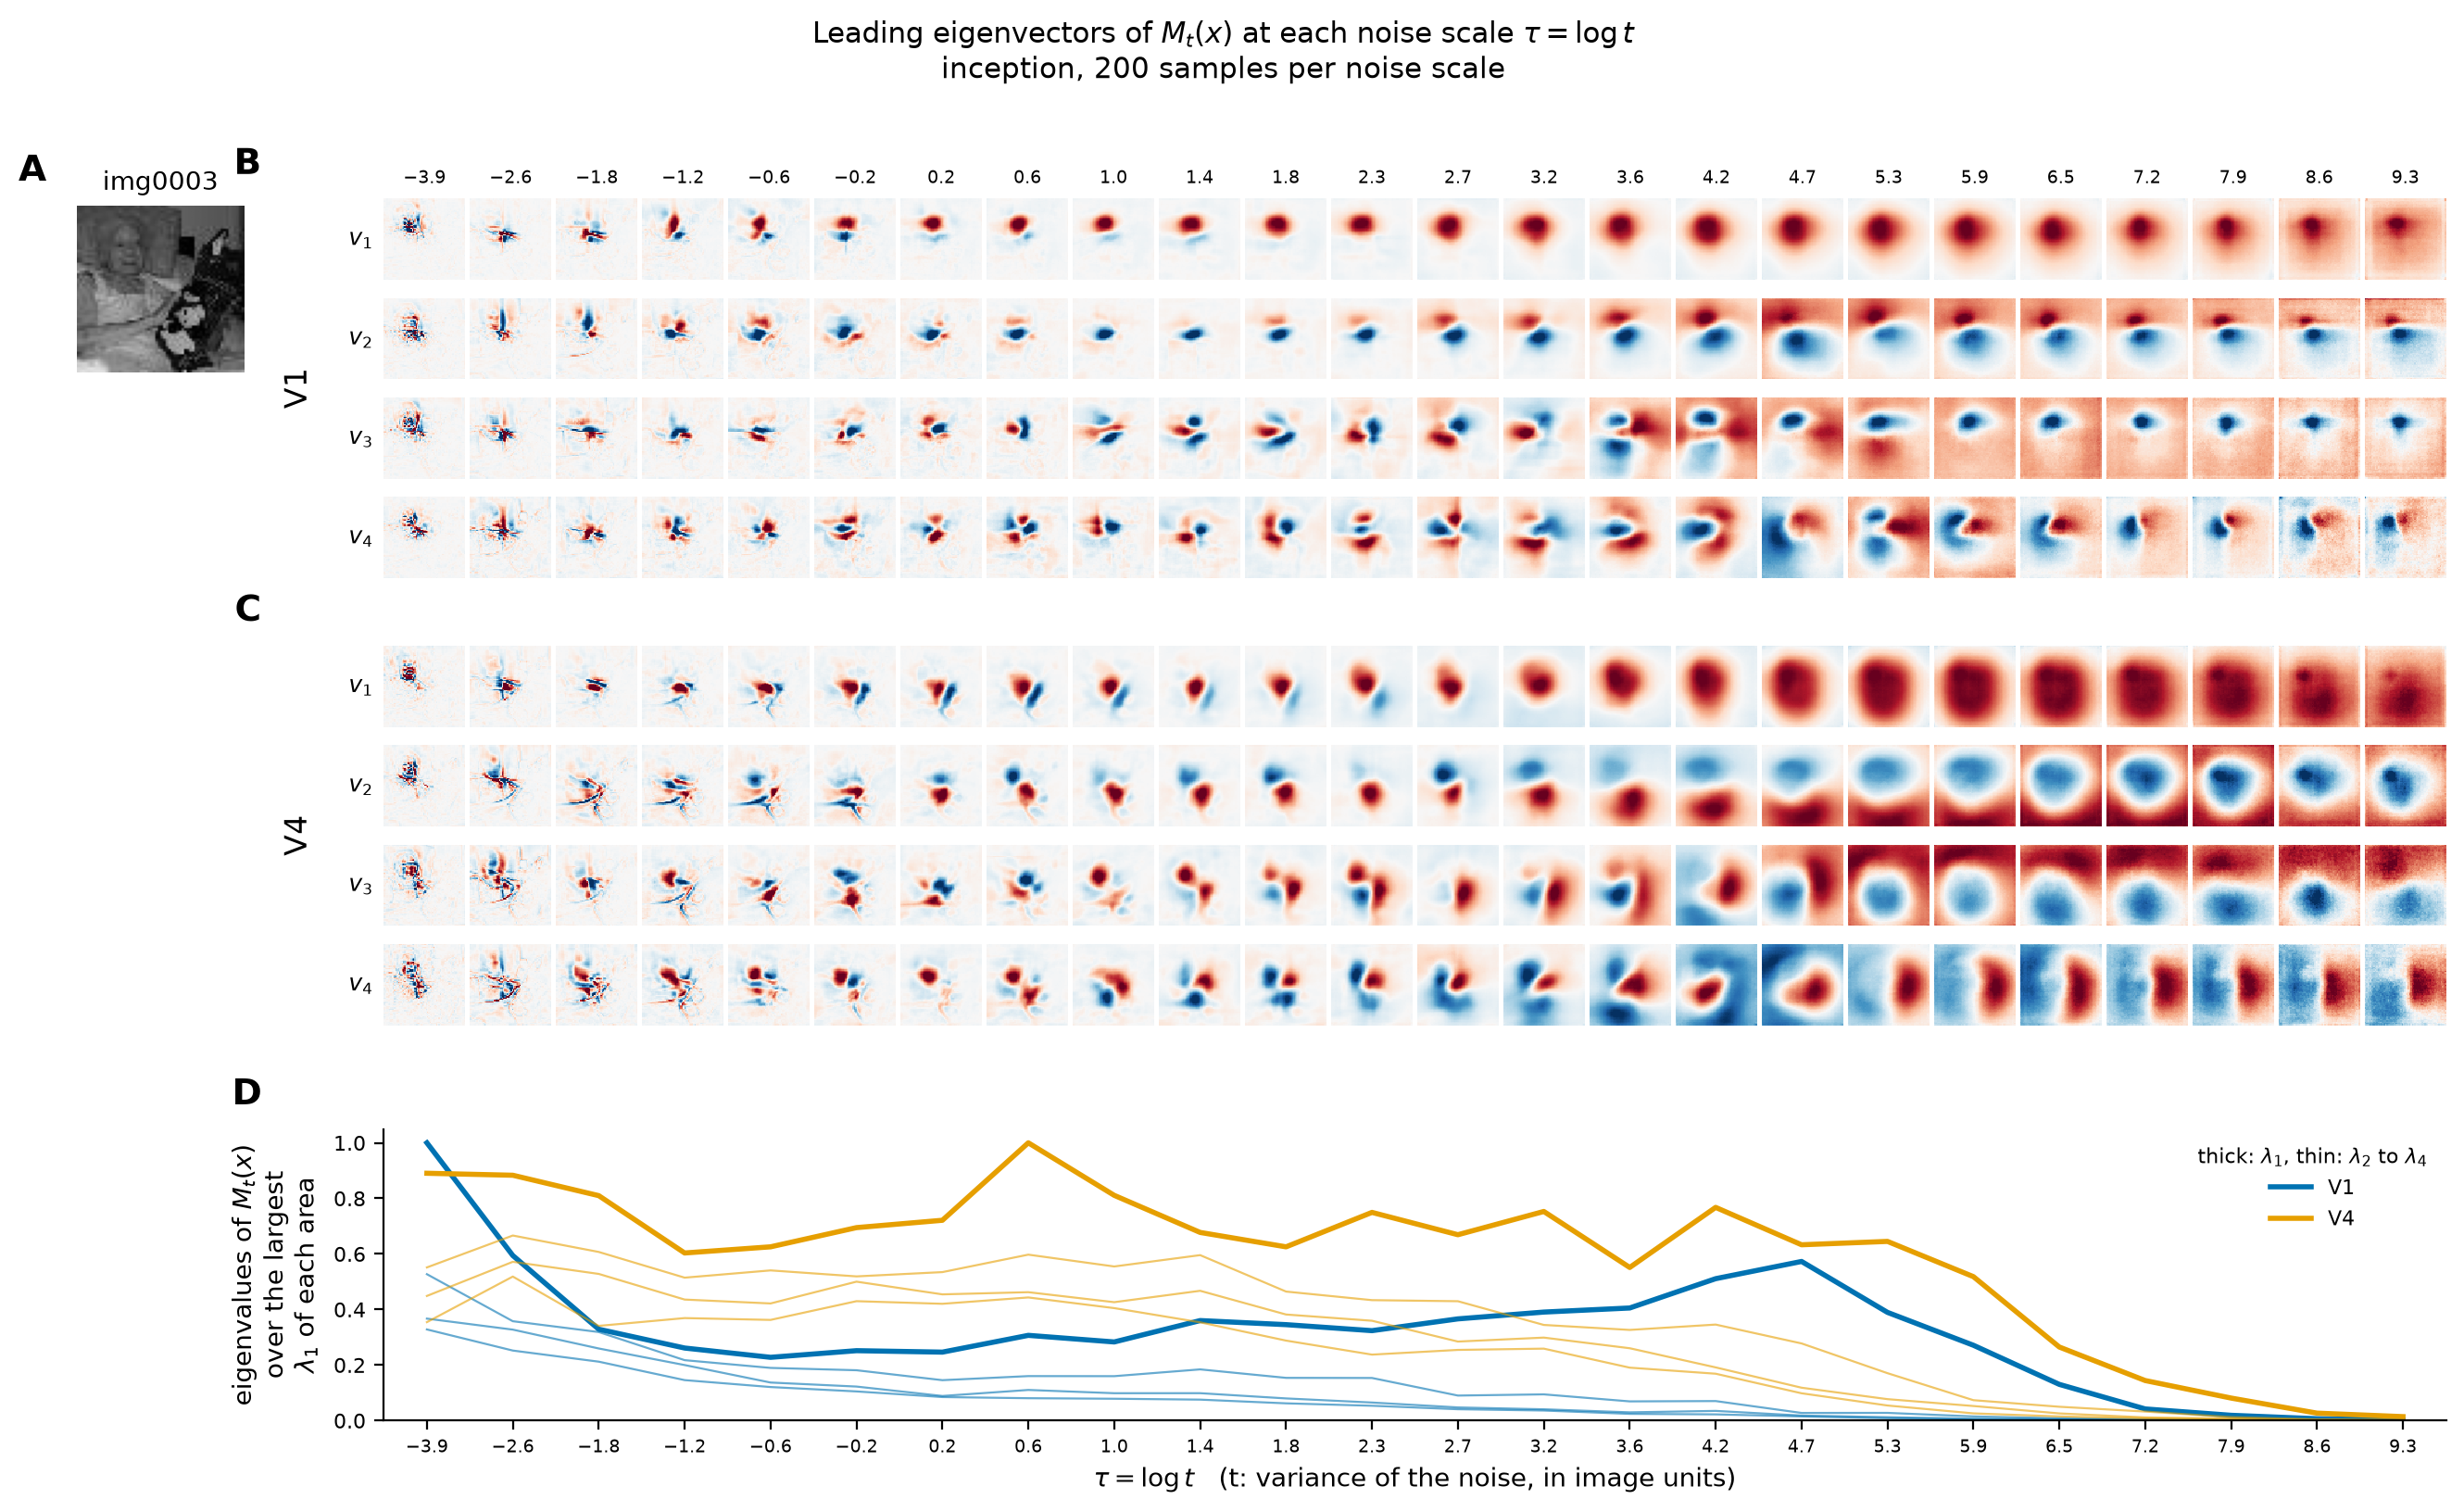 Leading eigenvectors of M_t(x) at each noise scale τ = log t
inception, 200 samples per noise scale
A
img0003
B
−3.9 −2.6 −1.8 −1.2 −0.6 −0.2 0.2 0.6 1.0 1.4 1.8 2.3 2.7 3.2 3.6 4.2 4.7 5.3 5.9 6.5 7.2 7.9 8.6 9.3
V1
v₁
v₂
v₃
v₄
C
V4
v₁
v₂
v₃
v₄
D
eigenvalues of M_t(x)
over the largest
λ₁ of each area
1.0
0.8
0.6
0.4
0.2
0.0
thick: λ₁, thin: λ₂ to λ₄
V1
V4
−3.9 −2.6 −1.8 −1.2 −0.6 −0.2 0.2 0.6 1.0 1.4 1.8 2.3 2.7 3.2 3.6 4.2 4.7 5.3 5.9 6.5 7.2 7.9 8.6 9.3
τ = log t (t: variance of the noise, in image units)